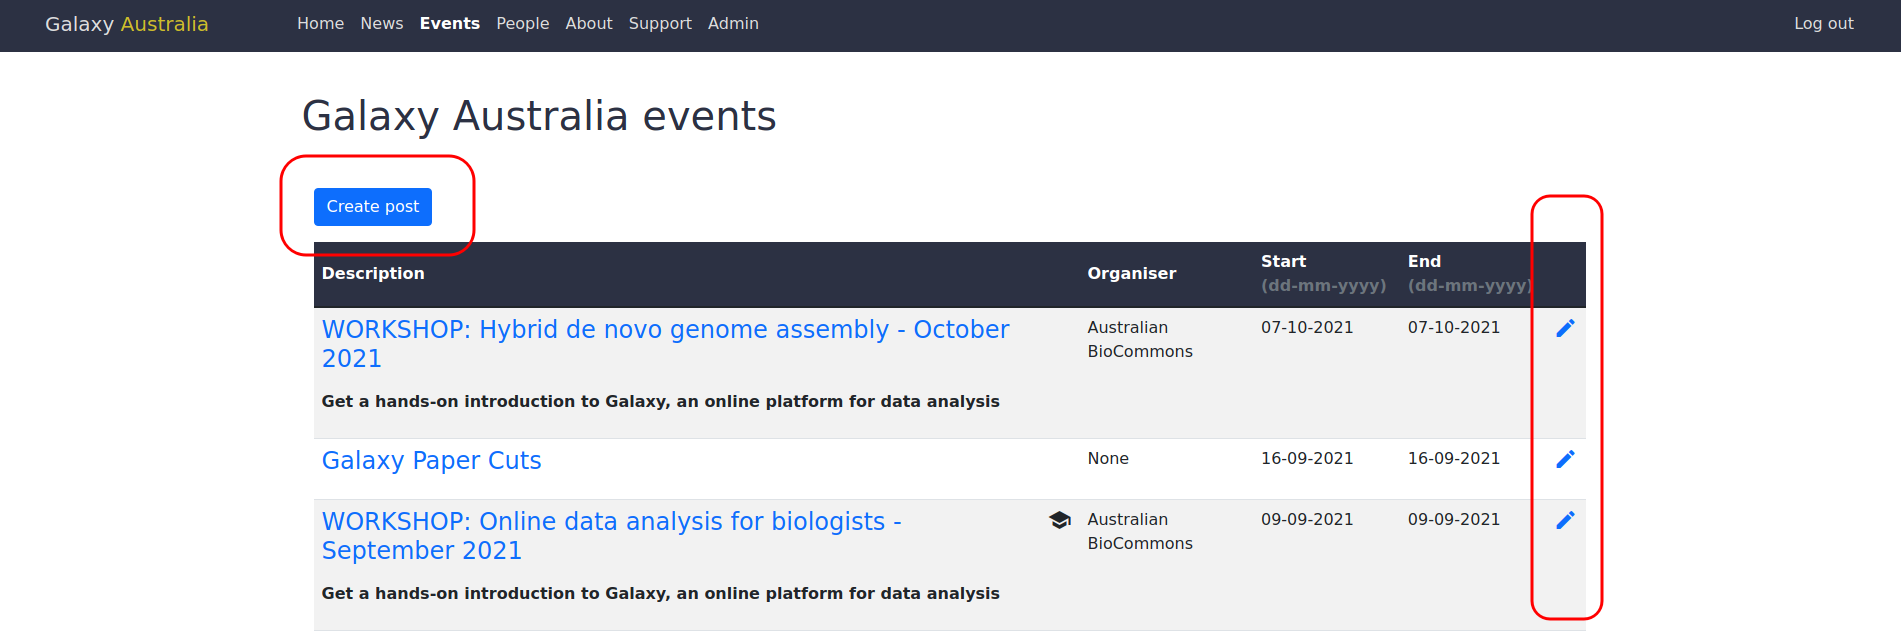 Galaxy Australia Home News Events People About Support Admin Log out
Galaxy Australia events
Create post
Description Organiser Start End
(dd-mm-yyyy) (dd-mm-yyyy)
WORKSHOP: Hybrid de novo genome assembly - October Australian 07-10-2021 07-10-2021
2021 BioCommons
Get a hands-on introduction to Galaxy, an online platform for data analysis
Galaxy Paper Cuts None 16-09-2021 16-09-2021
WORKSHOP: Online data analysis for biologists - Australian 09-09-2021 09-09-2021
September 2021 BioCommons
Get a hands-on introduction to Galaxy, an online platform for data analysis